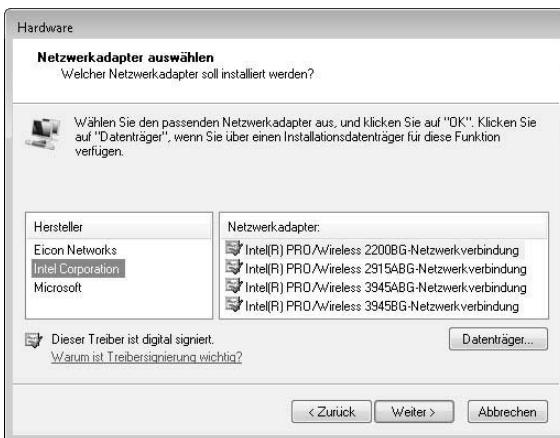 Hardware
Netzwerkadapter auswählen
Welcher Netzwerkadapter soll installiert werden?
Wählen Sie den passenden Netzwerkadapter aus, und klicken Sie auf "OK". Klicken Sie
auf "Datenträger", wenn Sie über einen Installationsdatenträger für diese Funktion
verfügen.
Hersteller
Eicon Networks
Intel Corporation
Microsoft
Netzwerkadapter:
Intel(R) PRO/Wireless 2200BG-Netzwerkverbindung
Intel(R) PRO/Wireless 2915ABG-Netzwerkverbindung
Intel(R) PRO/Wireless 3945ABG-Netzwerkverbindung
Intel(R) PRO/Wireless 3945BG-Netzwerkverbindung
Dieser Treiber ist digital signiert.
Warum ist Treibersignierung wichtig?
Datenträger...
< Zurück
Weiter >
Abbrechen